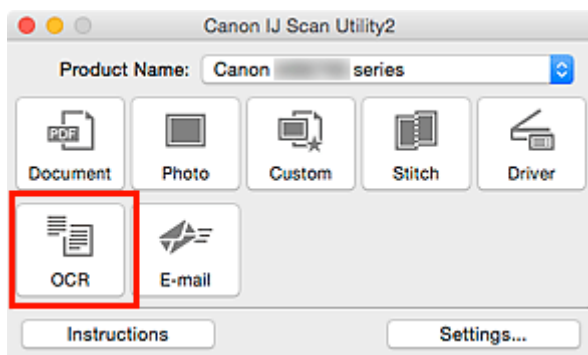 Canon IJ Scan Utility2
Product Name: Canon series
PDF
Document Photo Custom Stitch Driver
OCR E-mail
Instructions Settings...